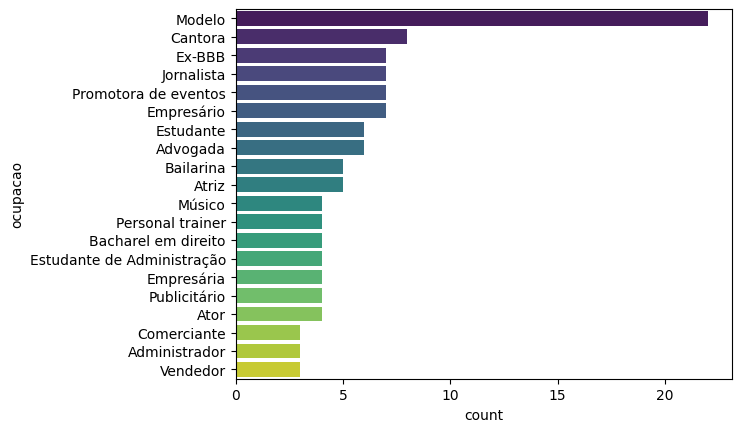 Modelo
Cantora
Ex-BBB
Jornalista
Promotora de eventos
Empresário
Estudante
Advogada
Bailarina
Atriz
Músico
Personal trainer
Bacharel em direito
Estudante de Administração
Empresária
Publicitário
Ator
Comerciante
Administrador
Vendedor
ocupacao
0 5 10 15 20
count